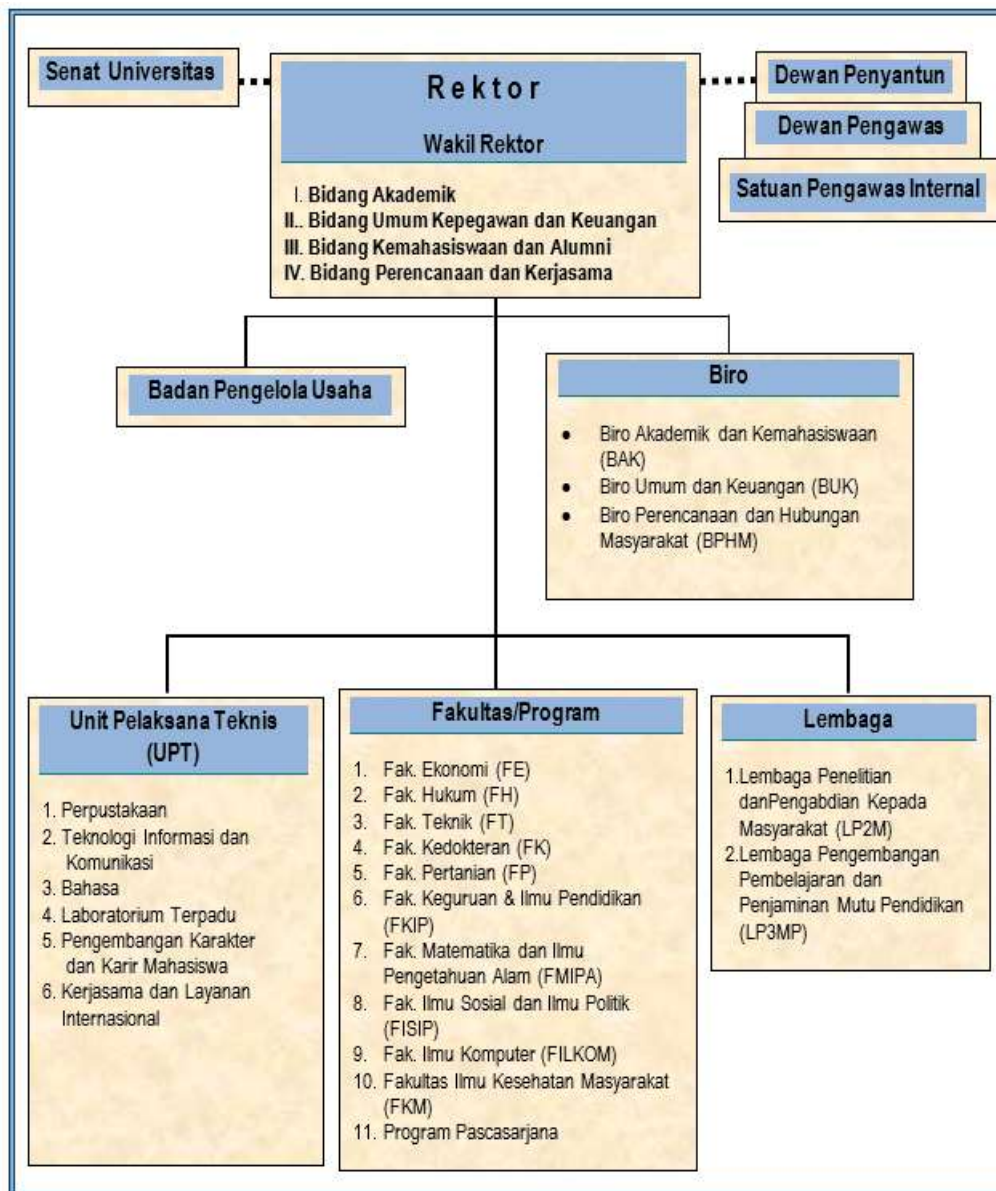 Senat Universitas
Rektor
Wakil Rektor
I. Bidang Akademik
II.. Bidang Umum Kepegawan dan Keuangan
III. Bidang Kemahasiswaan dan Alumni
IV. Bidang Perencanaan dan Kerjasama
Dewan Penyantun
Dewan Pengawas
Satuan Pengawas Internal
Badan Pengelola Usaha
Biro
• Biro Akademik dan Kemahasiswaan
(BAK)
• Biro Umum dan Keuangan (BUK)
• Biro Perencanaan dan Hubungan
Masyarakat (BPHM)
Unit Pelaksana Teknis
(UPT)
1. Perpustakaan
2. Teknologi Informasi dan
Komunikasi
3. Bahasa
4. Laboratorium Terpadu
5. Pengembangan Karakter
dan Karir Mahasiswa
6. Kerjasama dan Layanan
Internasional
Fakultas/Program
1. Fak. Ekonomi (FE)
2. Fak. Hukum (FH)
3. Fak. Teknik (FT)
4. Fak. Kedokteran (FK)
5. Fak. Pertanian (FP)
6. Fak. Keguruan & Ilmu Pendidikan
(FKIP)
7. Fak. Matematika dan Ilmu
Pengetahuan Alam (FMIPA)
8. Fak. Ilmu Sosial dan Ilmu Politik
(FISIP)
9. Fak. Ilmu Komputer (FILKOM)
10. Fakultas Ilmu Kesehatan Masyarakat
(FKM)
11. Program Pascasarjana
Lembaga
1.Lembaga Penelitian
danPengabdian Kepada
Masyarakat (LP2M)
2.Lembaga Pengembangan
Pembelajaran dan
Penjaminan Mutu Pendidikan
(LP3MP)